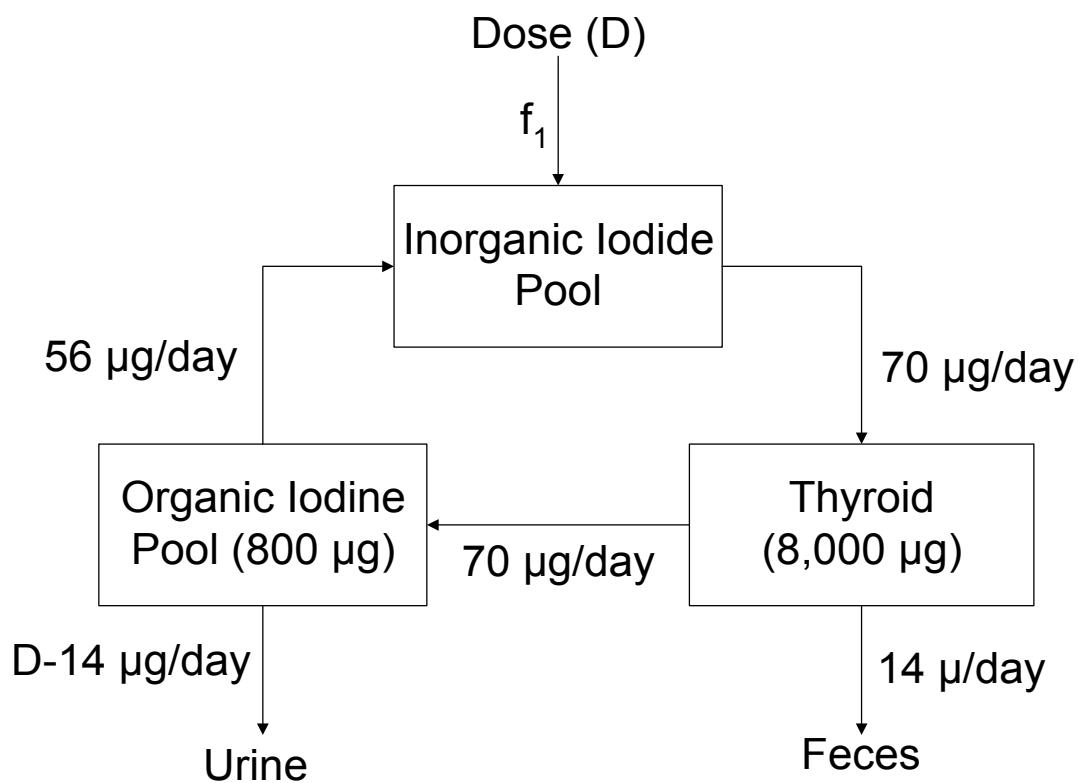 Dose (D)
f1
Inorganic Iodide
Pool
56 µg/day
70 µg/day
Organic Iodine
Pool (800 µg)
70 µg/day
Thyroid
(8,000 µg)
D-14 µg/day
14 µ/day
Urine
Feces